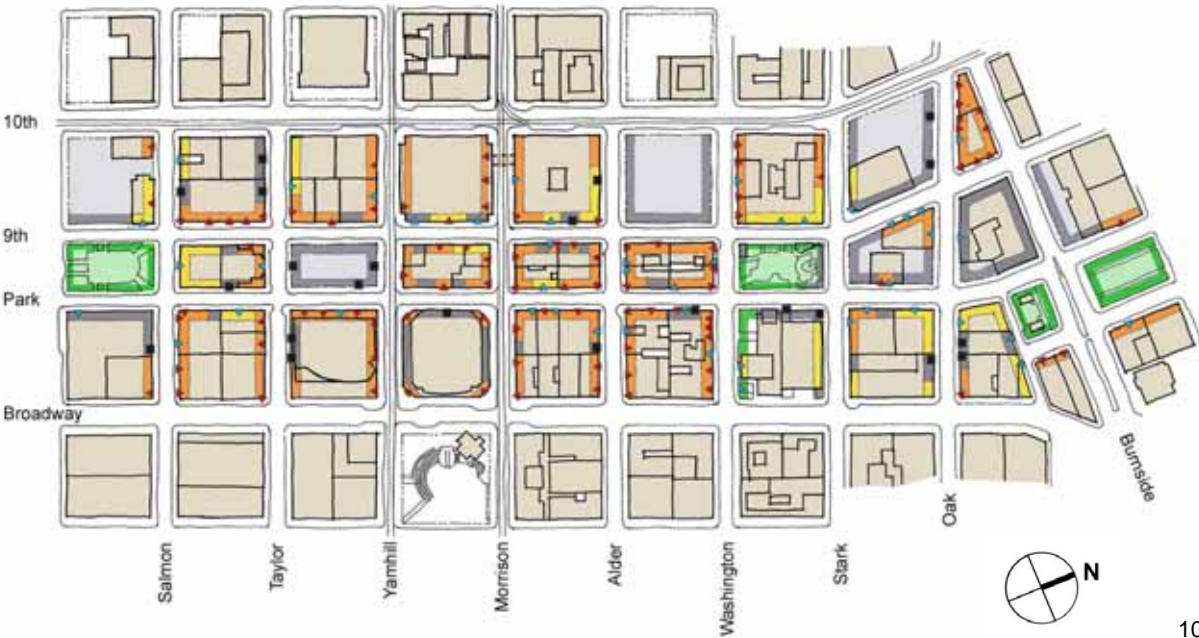 10th
9th
Park
Broadway
Salmon
Taylor
Yamhill
Morrison
Alder
Washington
Stark
Oak
Burnside
N
10